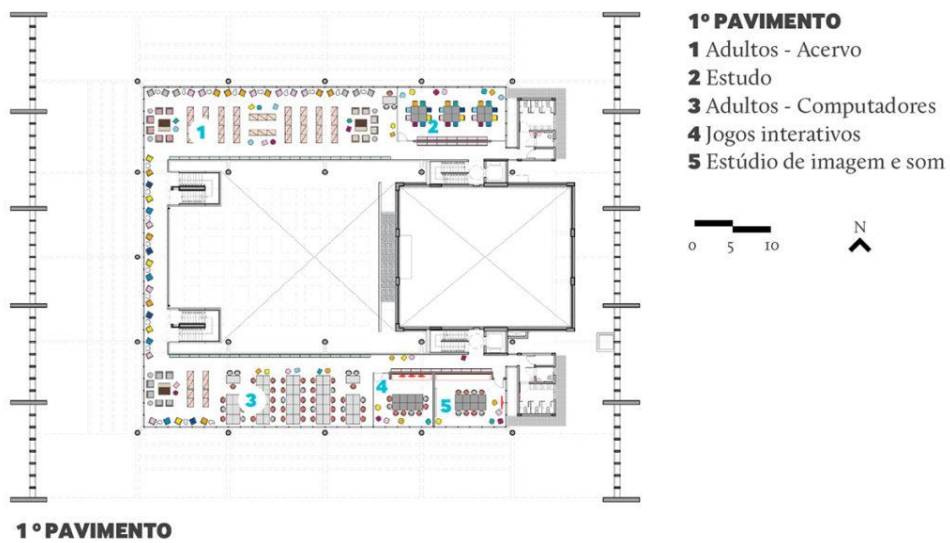 1º PAVIMENTO
1 Adultos - Acervo
2 Estudo
3 Adultos - Computadores
4 Jogos interativos
5 Estúdio de imagem e som
0 5 10
N
1
2
3
4
5
1º PAVIMENTO